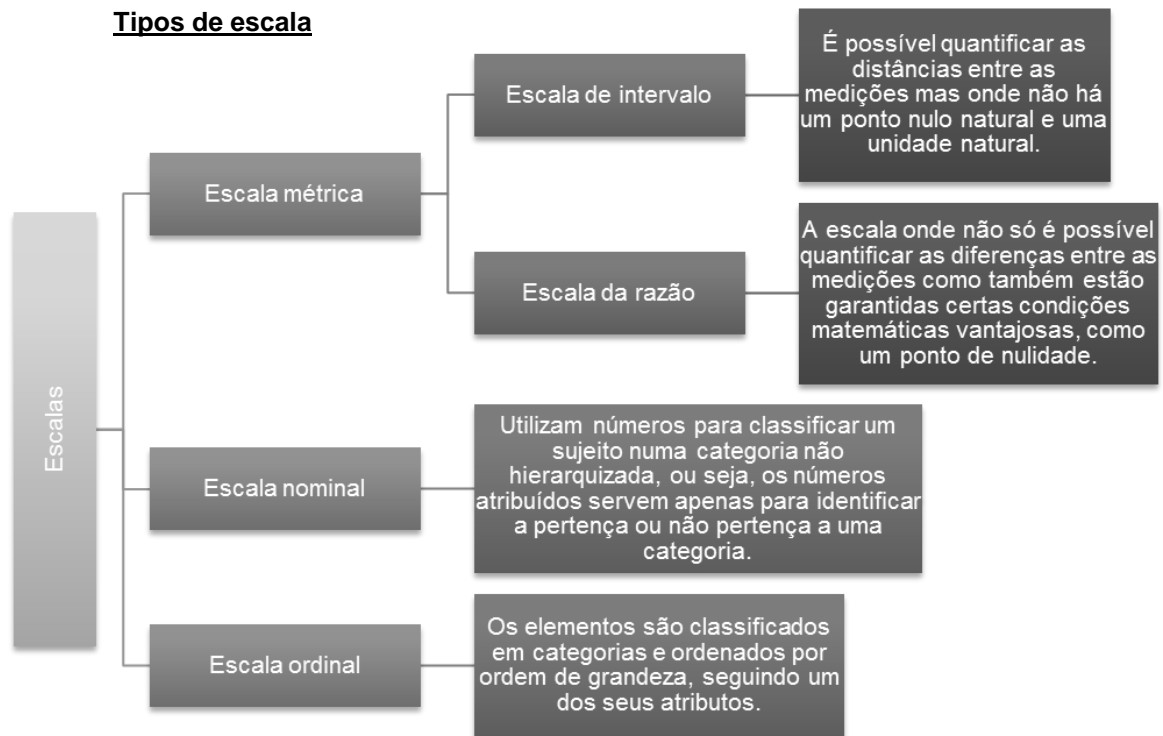 Tipos de escala
Escalas
Escala métrica
Escala de intervalo
É possível quantificar as
distâncias entre as
medições mas onde não há
um ponto nulo natural e uma
unidade natural.
Escala da razão
A escala onde não só é possível
quantificar as diferenças entre as
medições como também estão
garantidas certas condições
matemáticas vantajosas, como
um ponto de nulidade.
Escala nominal
Utilizam números para classificar um
sujeito numa categoria não
hierarquizada, ou seja, os números
atribuídos servem apenas para identificar
a pertença ou não pertença a uma
categoria.
Escala ordinal
Os elementos são classificados
em categorias e ordenados por
ordem de grandeza, seguindo um
dos seus atributos.